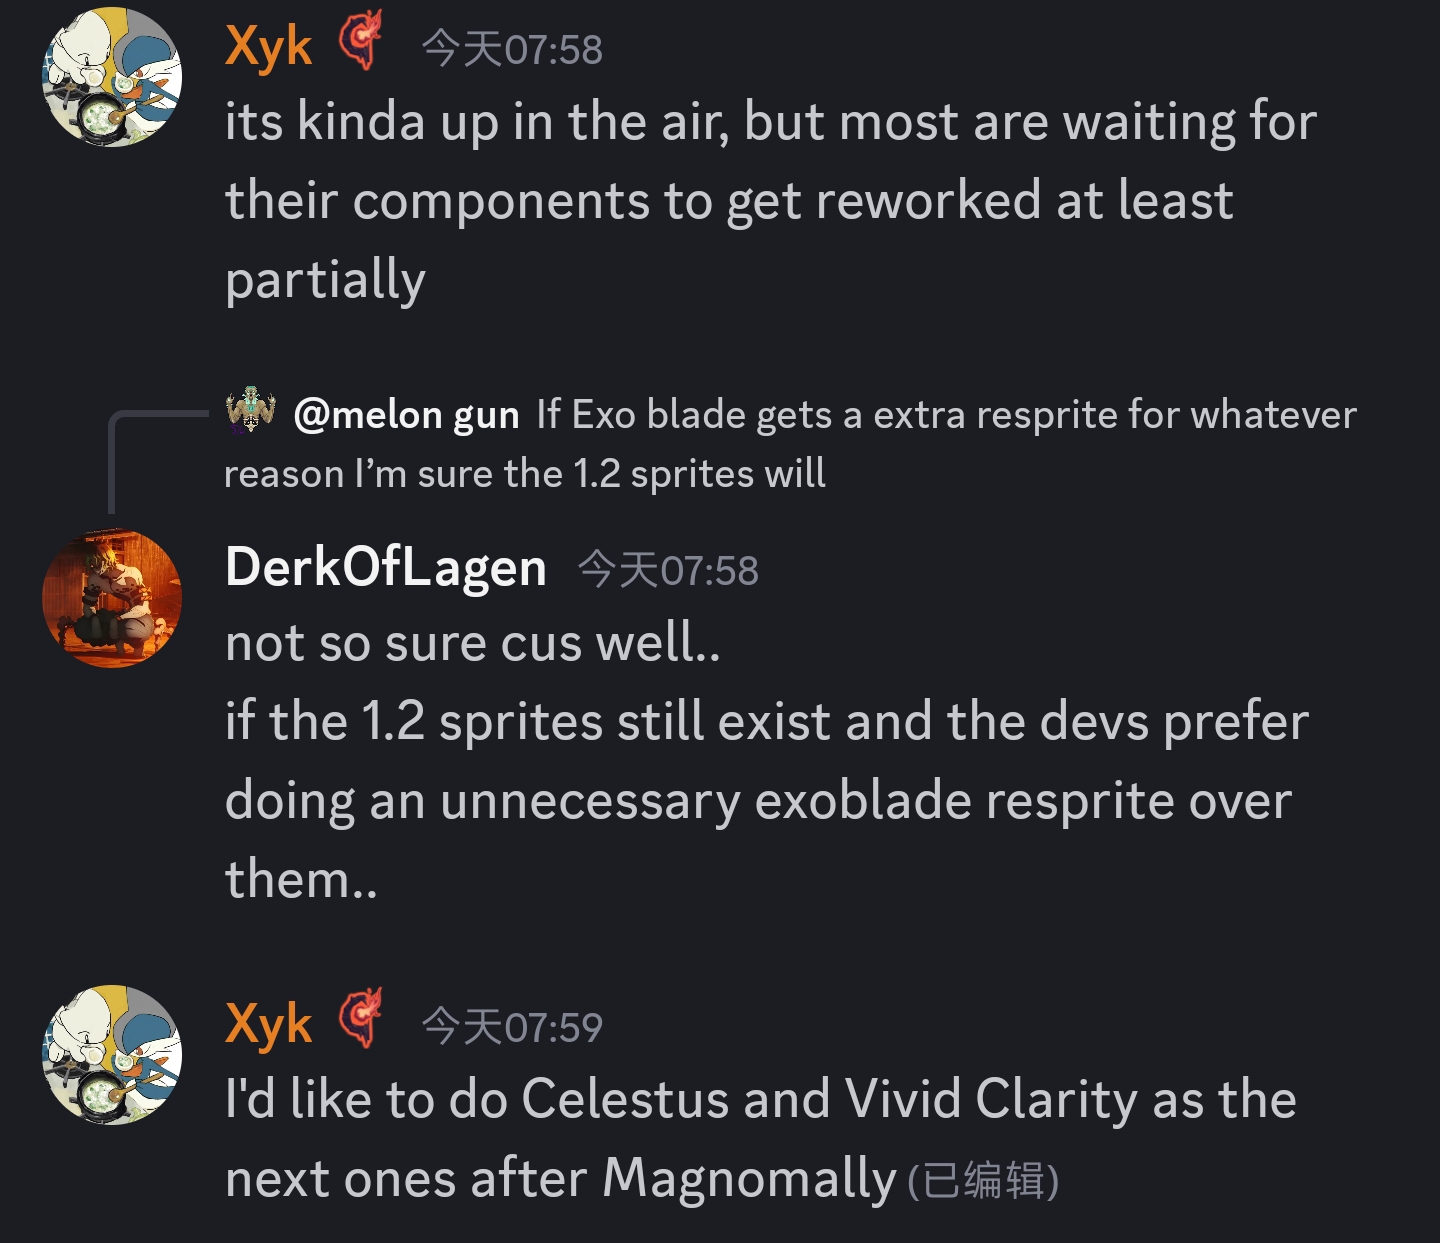 Xyk 今天07:58
its kinda up in the air, but most are waiting for
their components to get reworked at least
partially
@melon gun If Exo blade gets a extra resprite for whatever
reason I’m sure the 1.2 sprites will
DerkOfLagen 今天07:58
not so sure cus well..
if the 1.2 sprites still exist and the devs prefer
doing an unnecessary exoblade resprite over
them..
Xyk 今天07:59
I'd like to do Celestus and Vivid Clarity as the
next ones after Magnomally (已编辑)